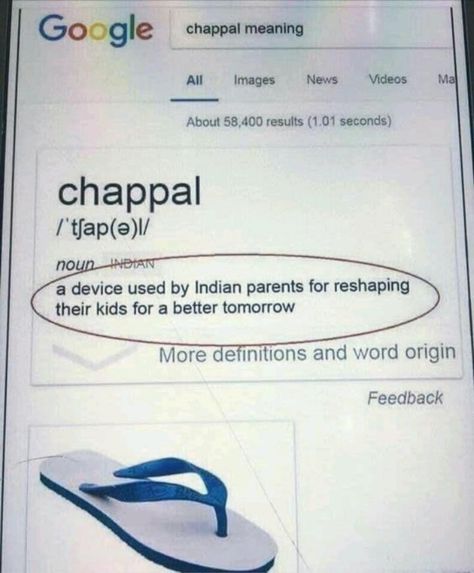 Google
chappal meaning
All Images News Videos Ma
About 58,400 results (1.01 seconds)
chappal
/ˈtʃap(ə)l/
noun INDIAN
a device used by Indian parents for reshaping
their kids for a better tomorrow
More definitions and word origin
Feedback